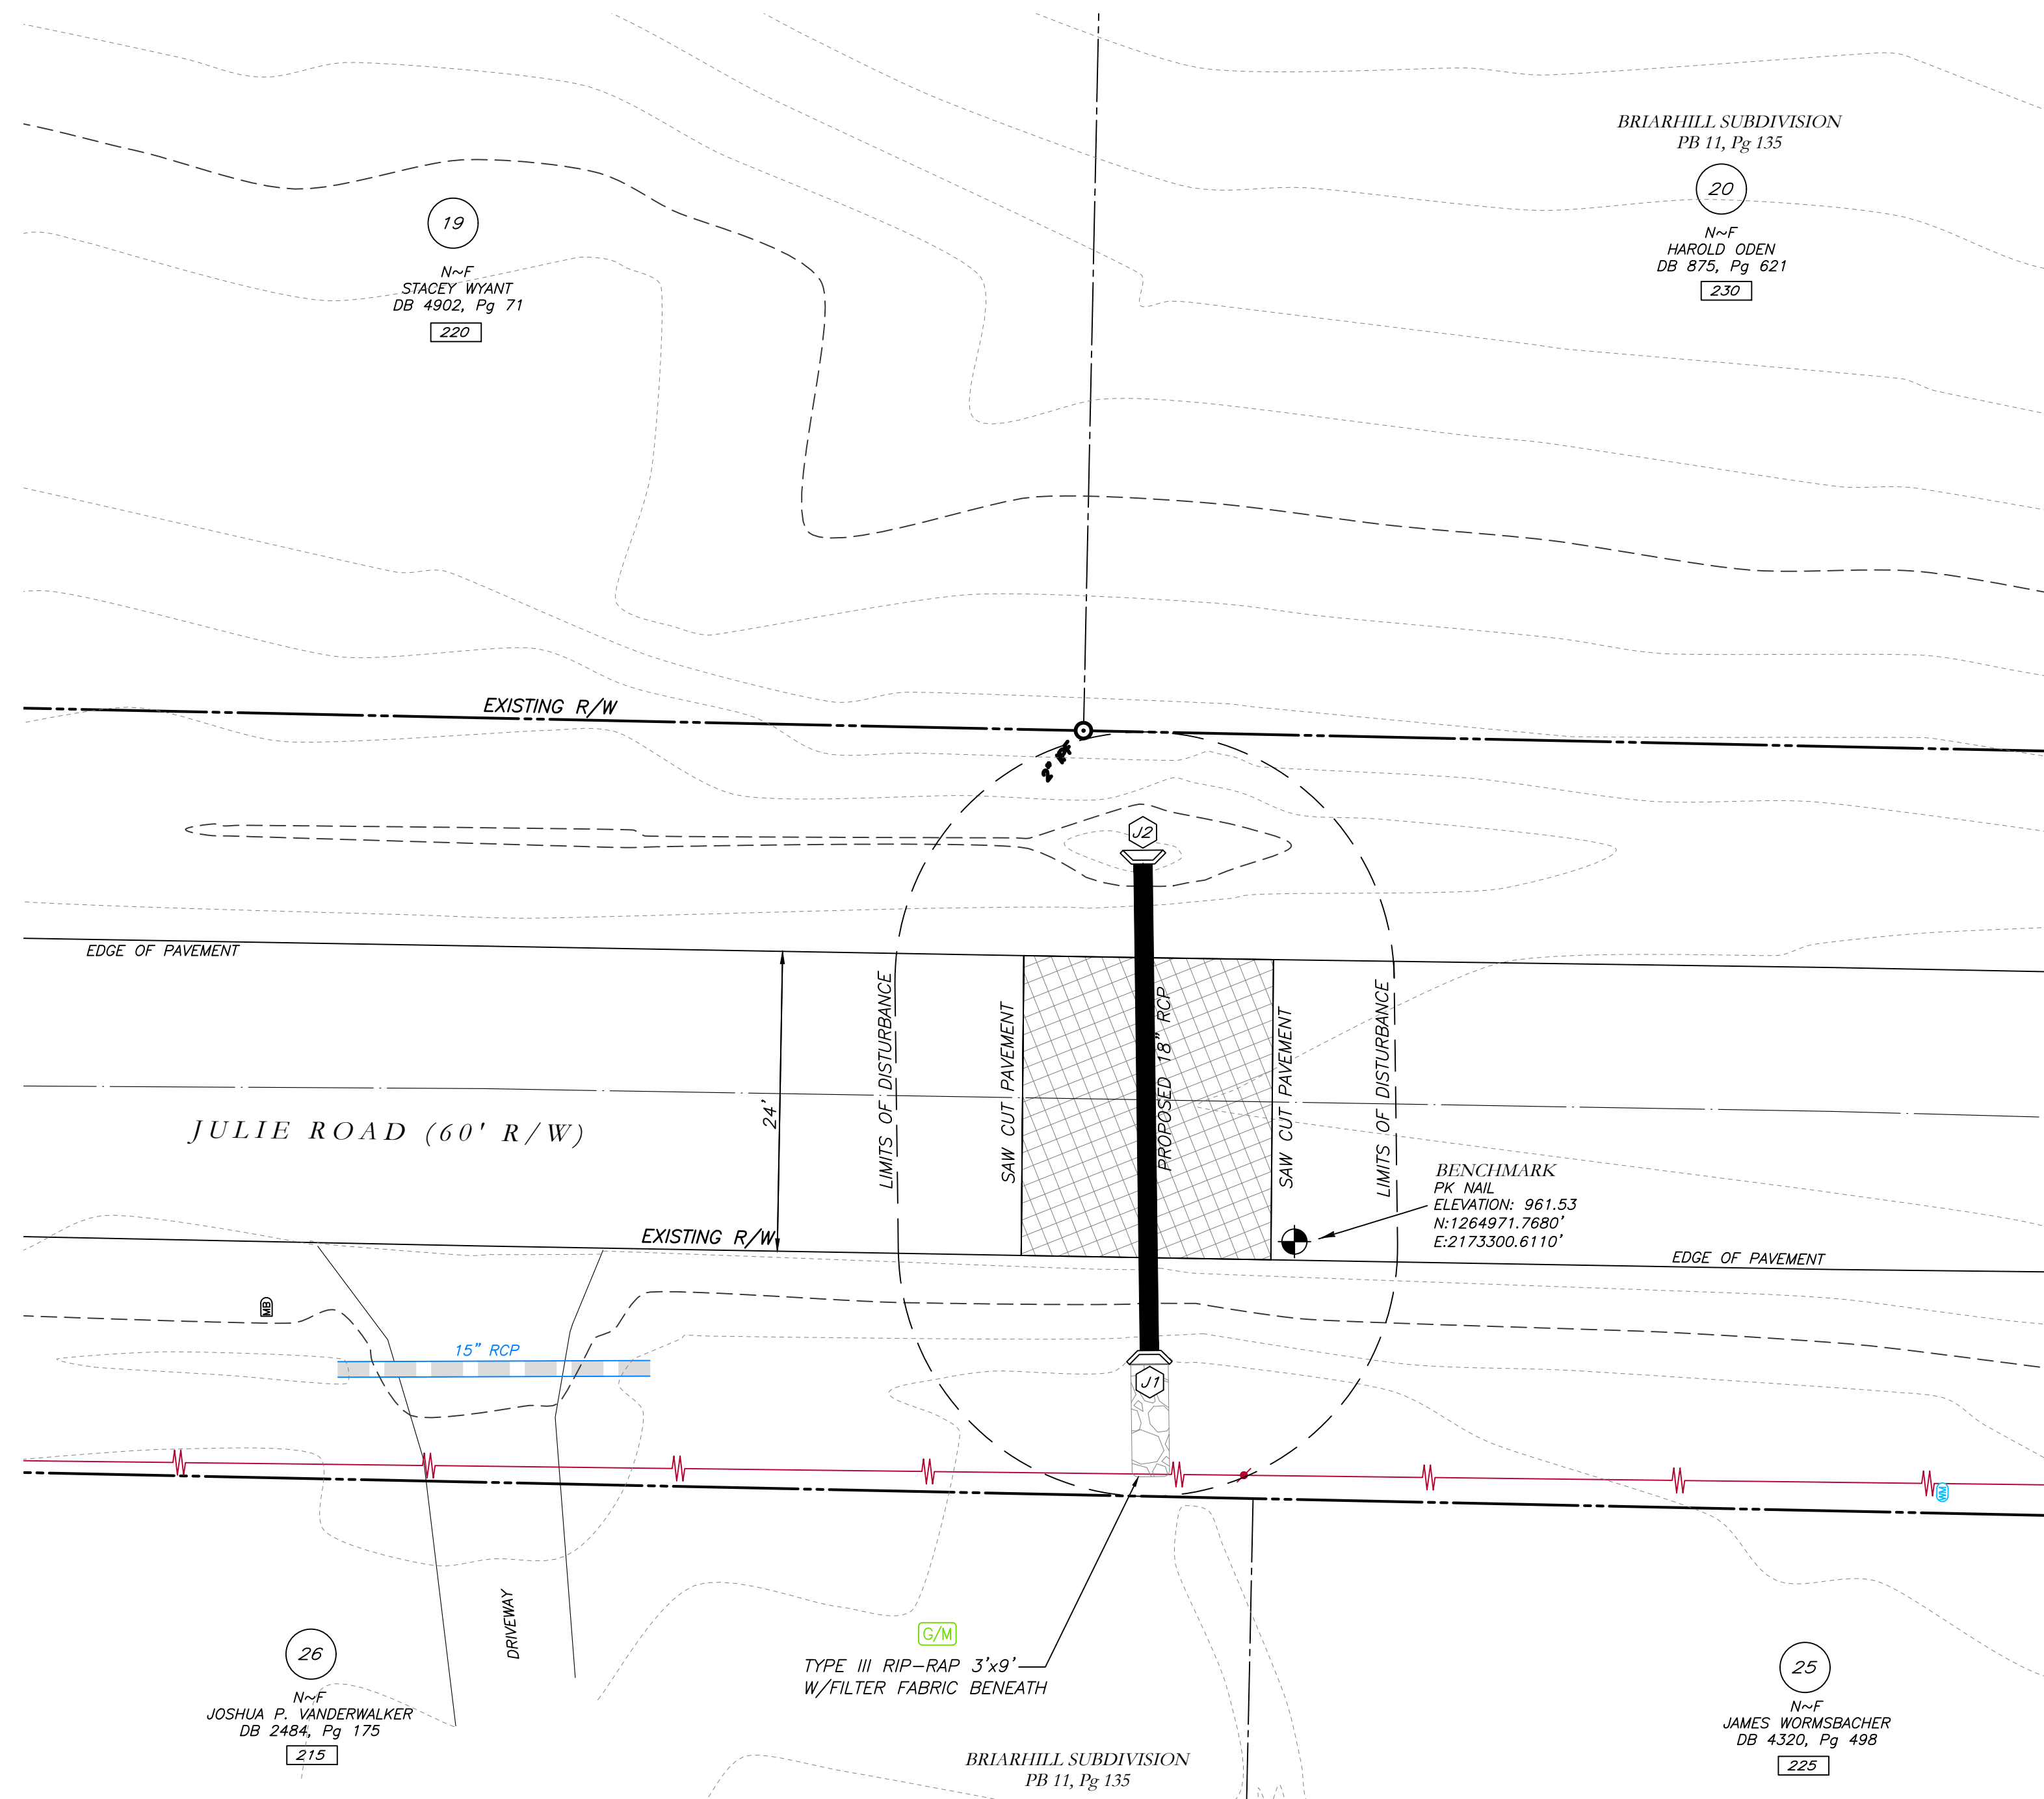 BRIARHILL SUBDIVISION
PB 11, Pg 135
20
N~F
HAROLD ODEN
DB 875, Pg 621
230
19
N~F
STACEY WYANT
DB 4902, Pg 71
220
EXISTING R/W
J2
EDGE OF PAVEMENT
LIMITS OF DISTURBANCE
SAW CUT PAVEMENT
PROPOSED 18" RCP
SAW CUT PAVEMENT
LIMITS OF DISTURBANCE
24'
JULIE ROAD (60' R/W)
BENCHMARK
PK NAIL
ELEVATION: 961.53
N:1264971.7680'
E:2173300.6110'
EXISTING R/W
EDGE OF PAVEMENT
MB
15" RCP
J1
WM
DRIVEWAY
G/M
TYPE III RIP-RAP 3'x9'
W/FILTER FABRIC BENEATH
26
N~F
JOSHUA P. VANDERWALKER
DB 2484, Pg 175
215
25
N~F
JAMES WORMSBACHER
DB 4320, Pg 498
225
BRIARHILL SUBDIVISION
PB 11, Pg 135